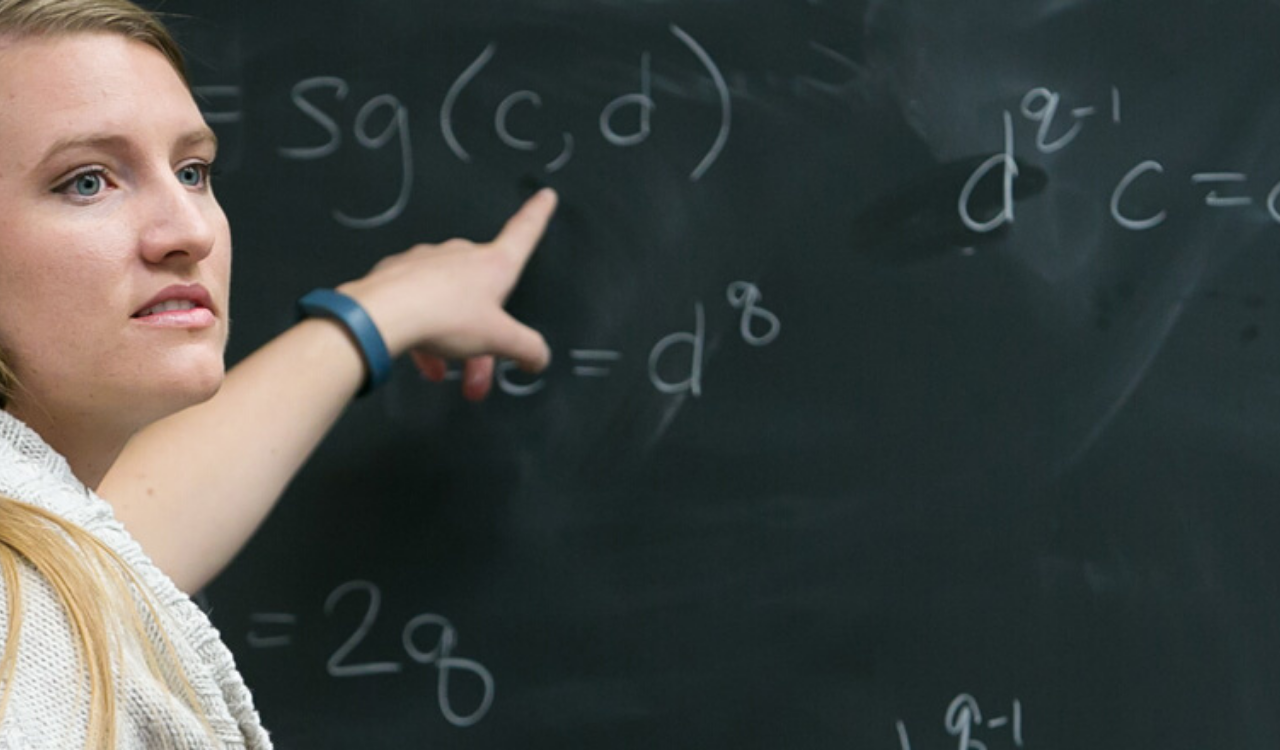 = Sg(c, d)
d^{q-1} c =
c = d^q
= 2q
q-1